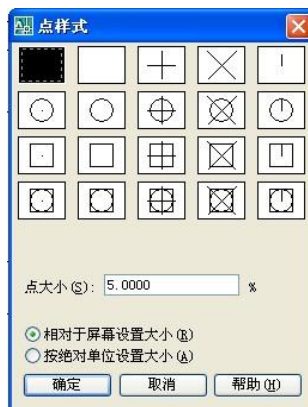 点样式
点大小(S): 5.0000 %
相对于屏幕设置大小(R)
按绝对单位设置大小(A)
确定 取消 帮助(H)